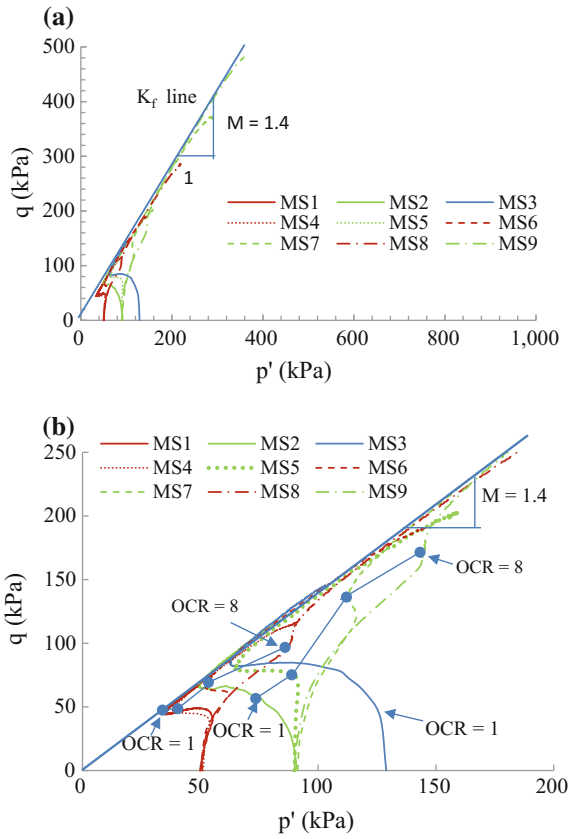 (a)
500
400
300
200
100
0
q (kPa)
K_f line
M = 1.4
1
MS1 MS2 MS3
MS4 MS5 MS6
MS7 MS8 MS9
0 200 400 600 800 1,000
p' (kPa)
(b)
MS1 MS2 MS3
MS4 MS5 MS6
MS7 MS8 MS9
250
200
150
100
50
0
q (kPa)
M = 1.4
OCR = 8
OCR = 8
OCR = 1
OCR = 1
OCR = 1
0 50 100 150 200
p' (kPa)